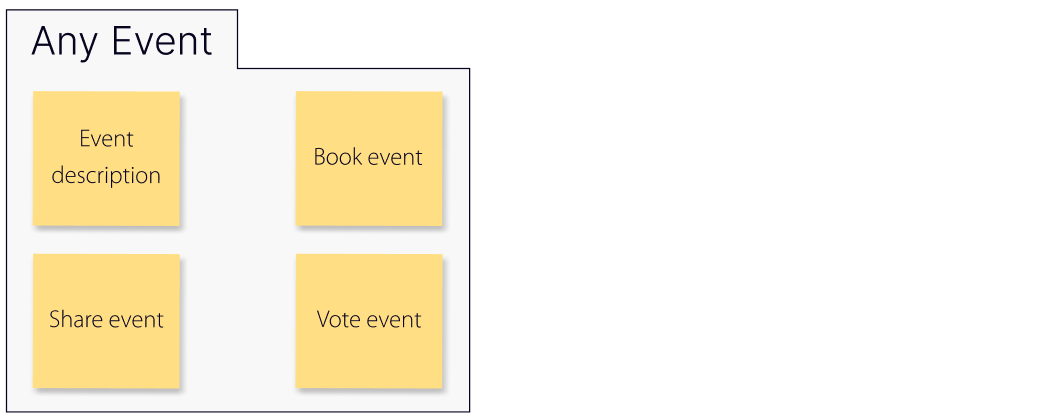 Any Event
Event
description
Book event
Share event
Vote event